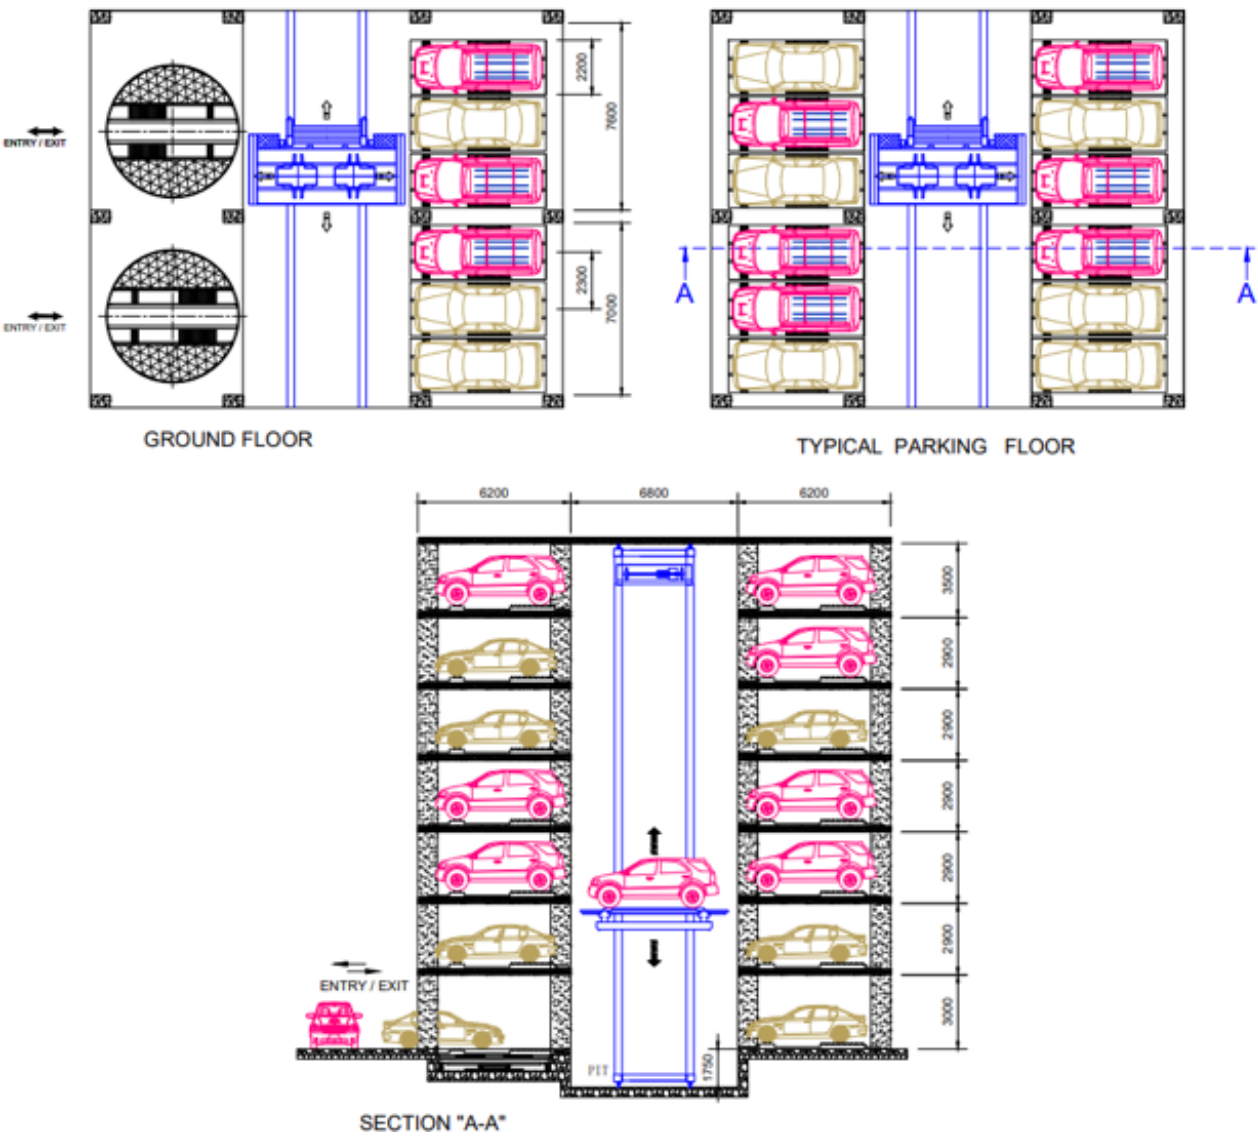 2200
7600
ENTRY / EXIT
2300
7000
ENTRY / EXIT
A
A
GROUND FLOOR
TYPICAL PARKING FLOOR
6200
6800
6200
3500
2900
2900
2900
2900
2900
ENTRY / EXIT
3000
PIT
1750
SECTION "A-A"